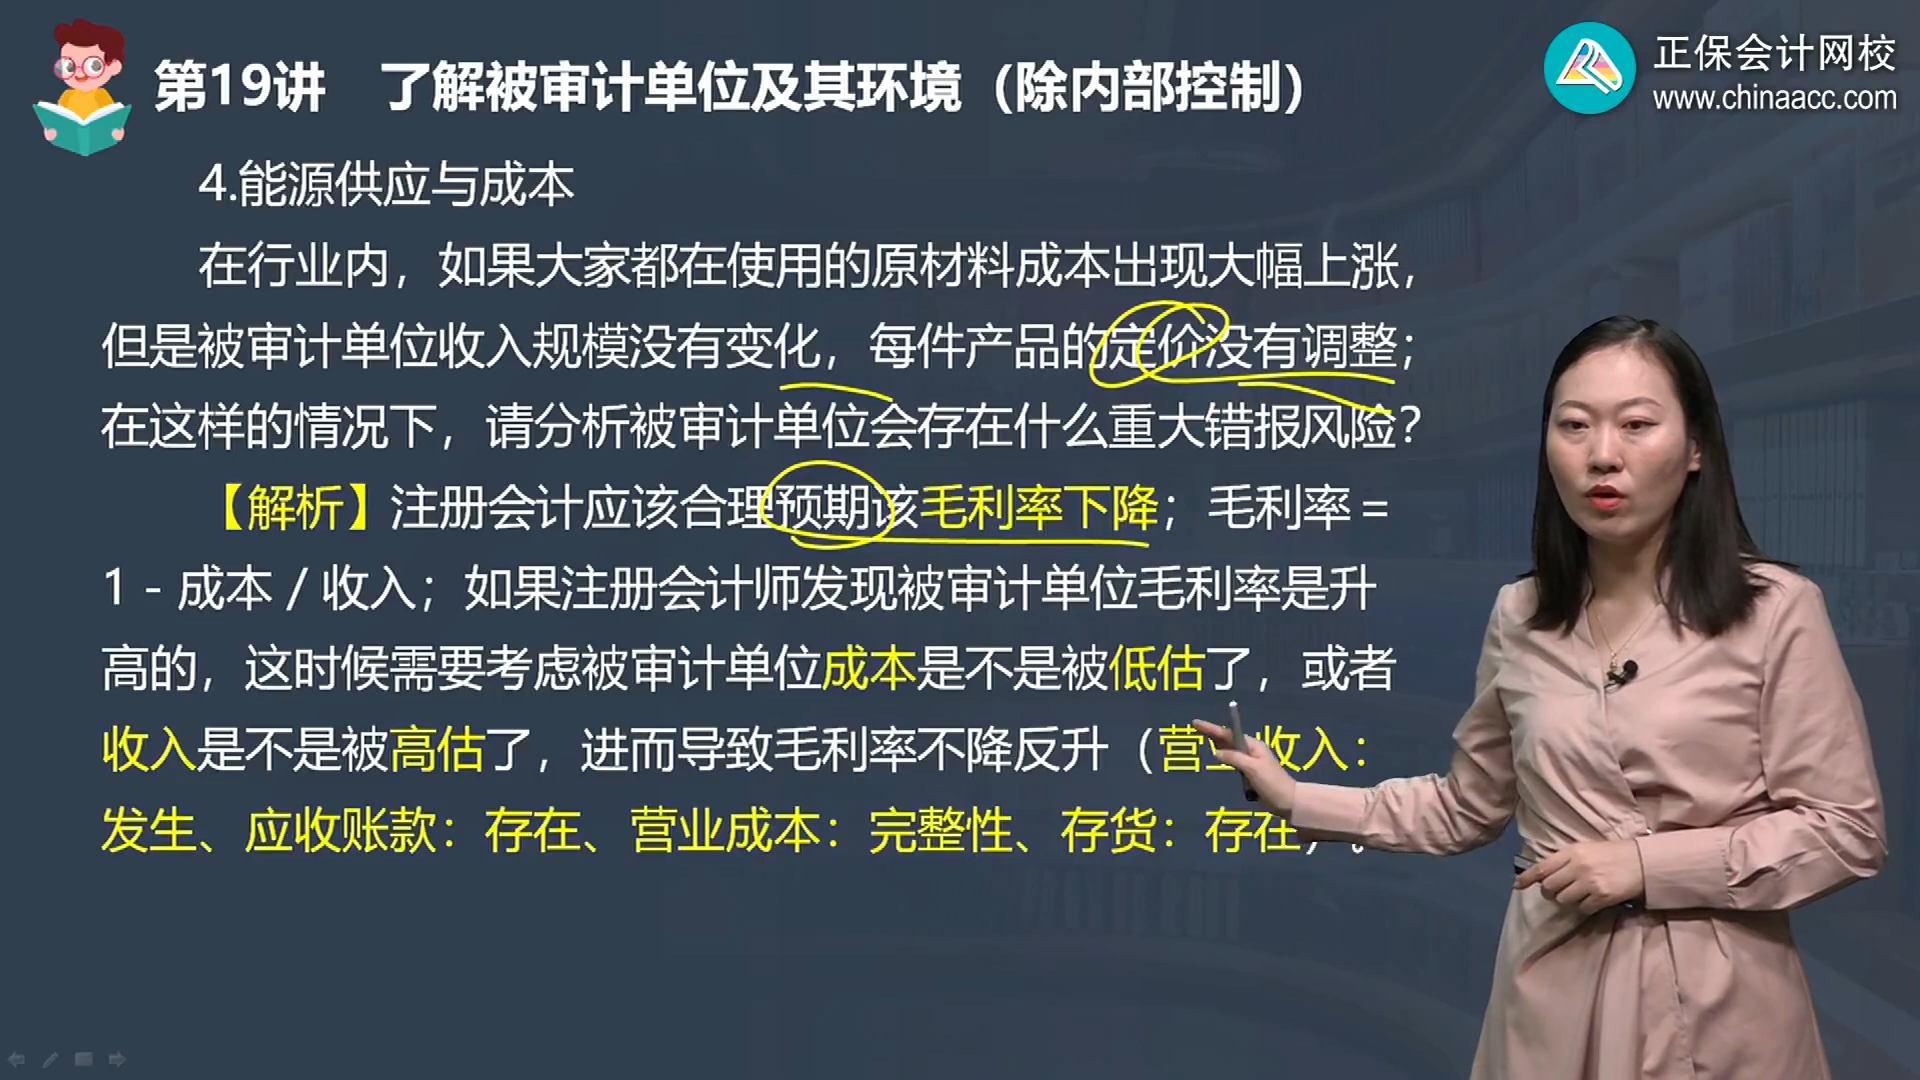 第19讲　了解被审计单位及其环境（除内部控制）
正保会计网校
www.chinaacc.com
4.能源供应与成本
在行业内，如果大家都在使用的原材料成本出现大幅上涨，
但是被审计单位收入规模没有变化，每件产品的定价没有调整；
在这样的情况下，请分析被审计单位会存在什么重大错报风险？
【解析】注册会计应该合理预期该毛利率下降；毛利率＝
1－成本／收入；如果注册会计师发现被审计单位毛利率是升
高的，这时候需要考虑被审计单位成本是不是被低估了，或者
收入是不是被高估了，进而导致毛利率不降反升（营业收入：
发生、应收账款：存在、营业成本：完整性、存货：存在）。